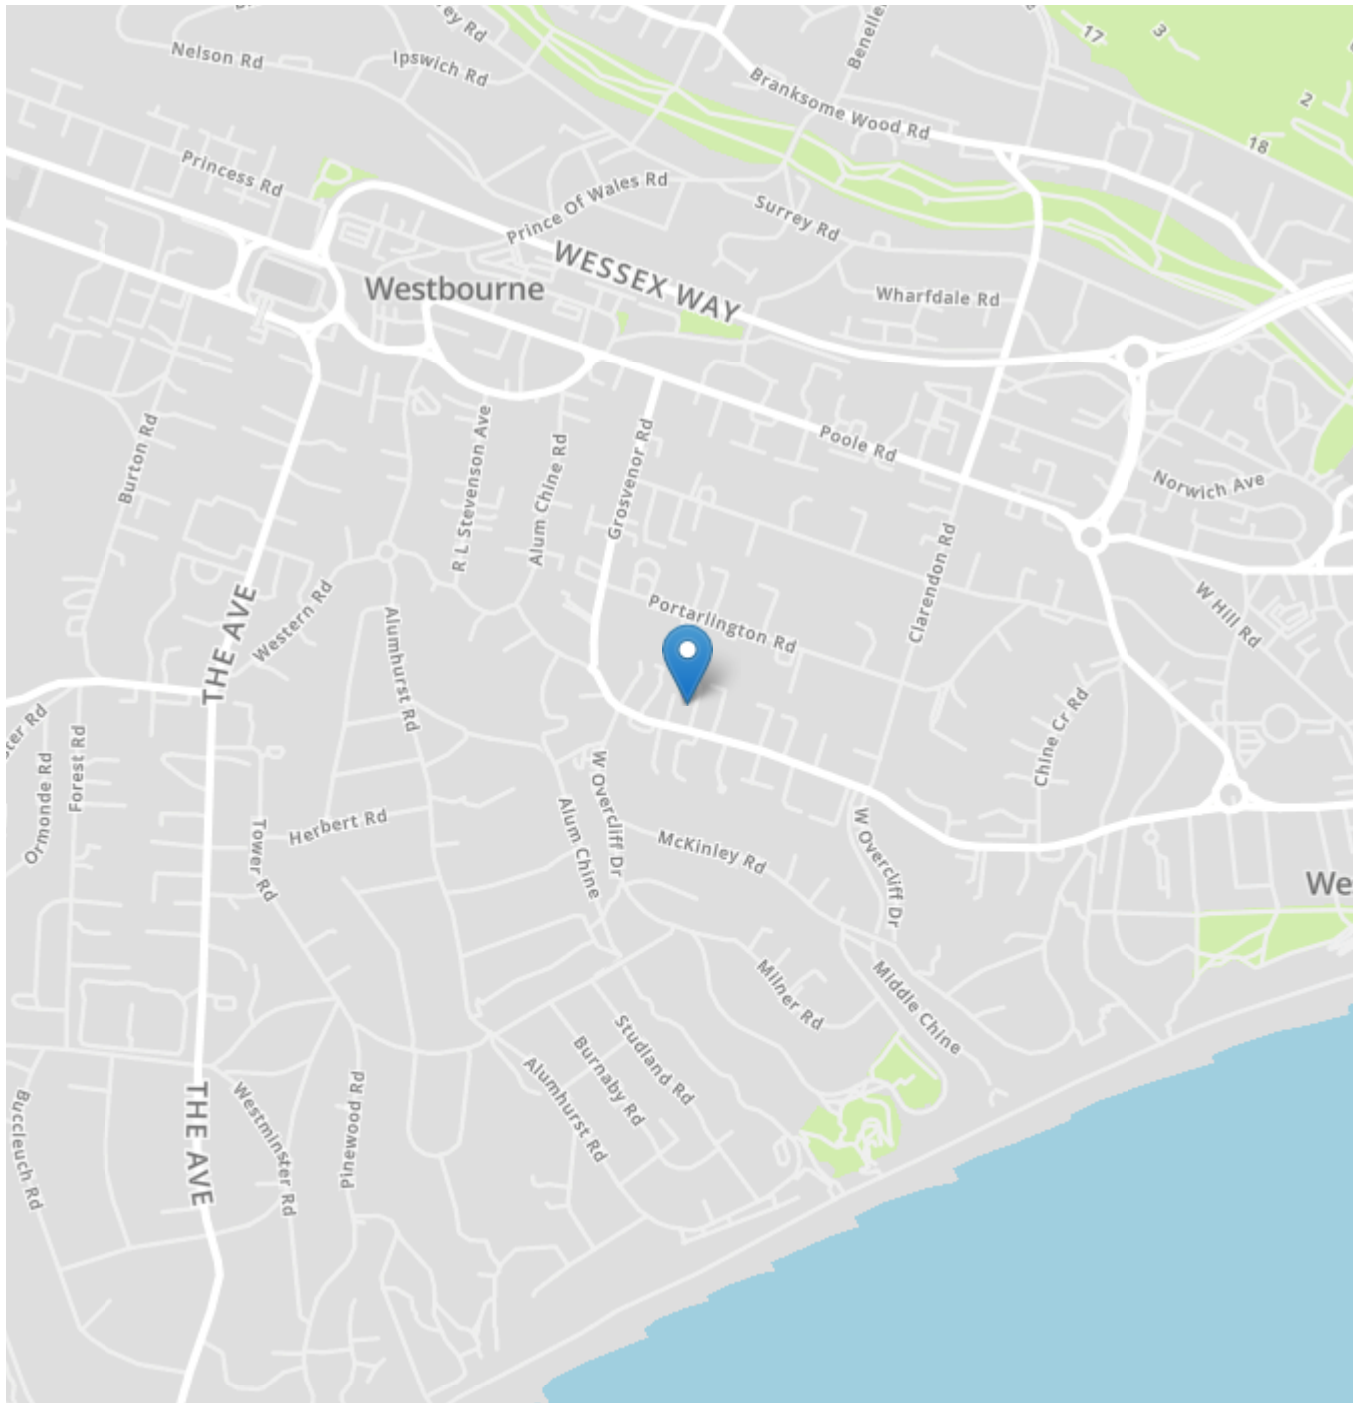 17
3
2
18
Nelson Rd
Ipswich Rd
Branksome Wood Rd
Princess Rd
Prince Of Wales Rd
Surrey Rd
WESSEX WAY
Westbourne
Wharfdale Rd
Burton Rd
R L Stevenson Ave
Alum Chine Rd
Grosvenor Rd
Poole Rd
Norwich Ave
Clarendon Rd
THE AVE
Western Rd
Alumhurst Rd
Portarlington Rd
W Hill Rd
Chine Cr Rd
Ormonde Rd
Forest Rd
Tower Rd
Herbert Rd
Alum Chine
W Overcliff Dr
McKinley Rd
W Overcliff Dr
We
Milner Rd
Middle Chine
Studland Rd
Burnaby Rd
Alumhurst Rd
Buccleuch Rd
THE AVE
Westminster Rd
Pinewood Rd